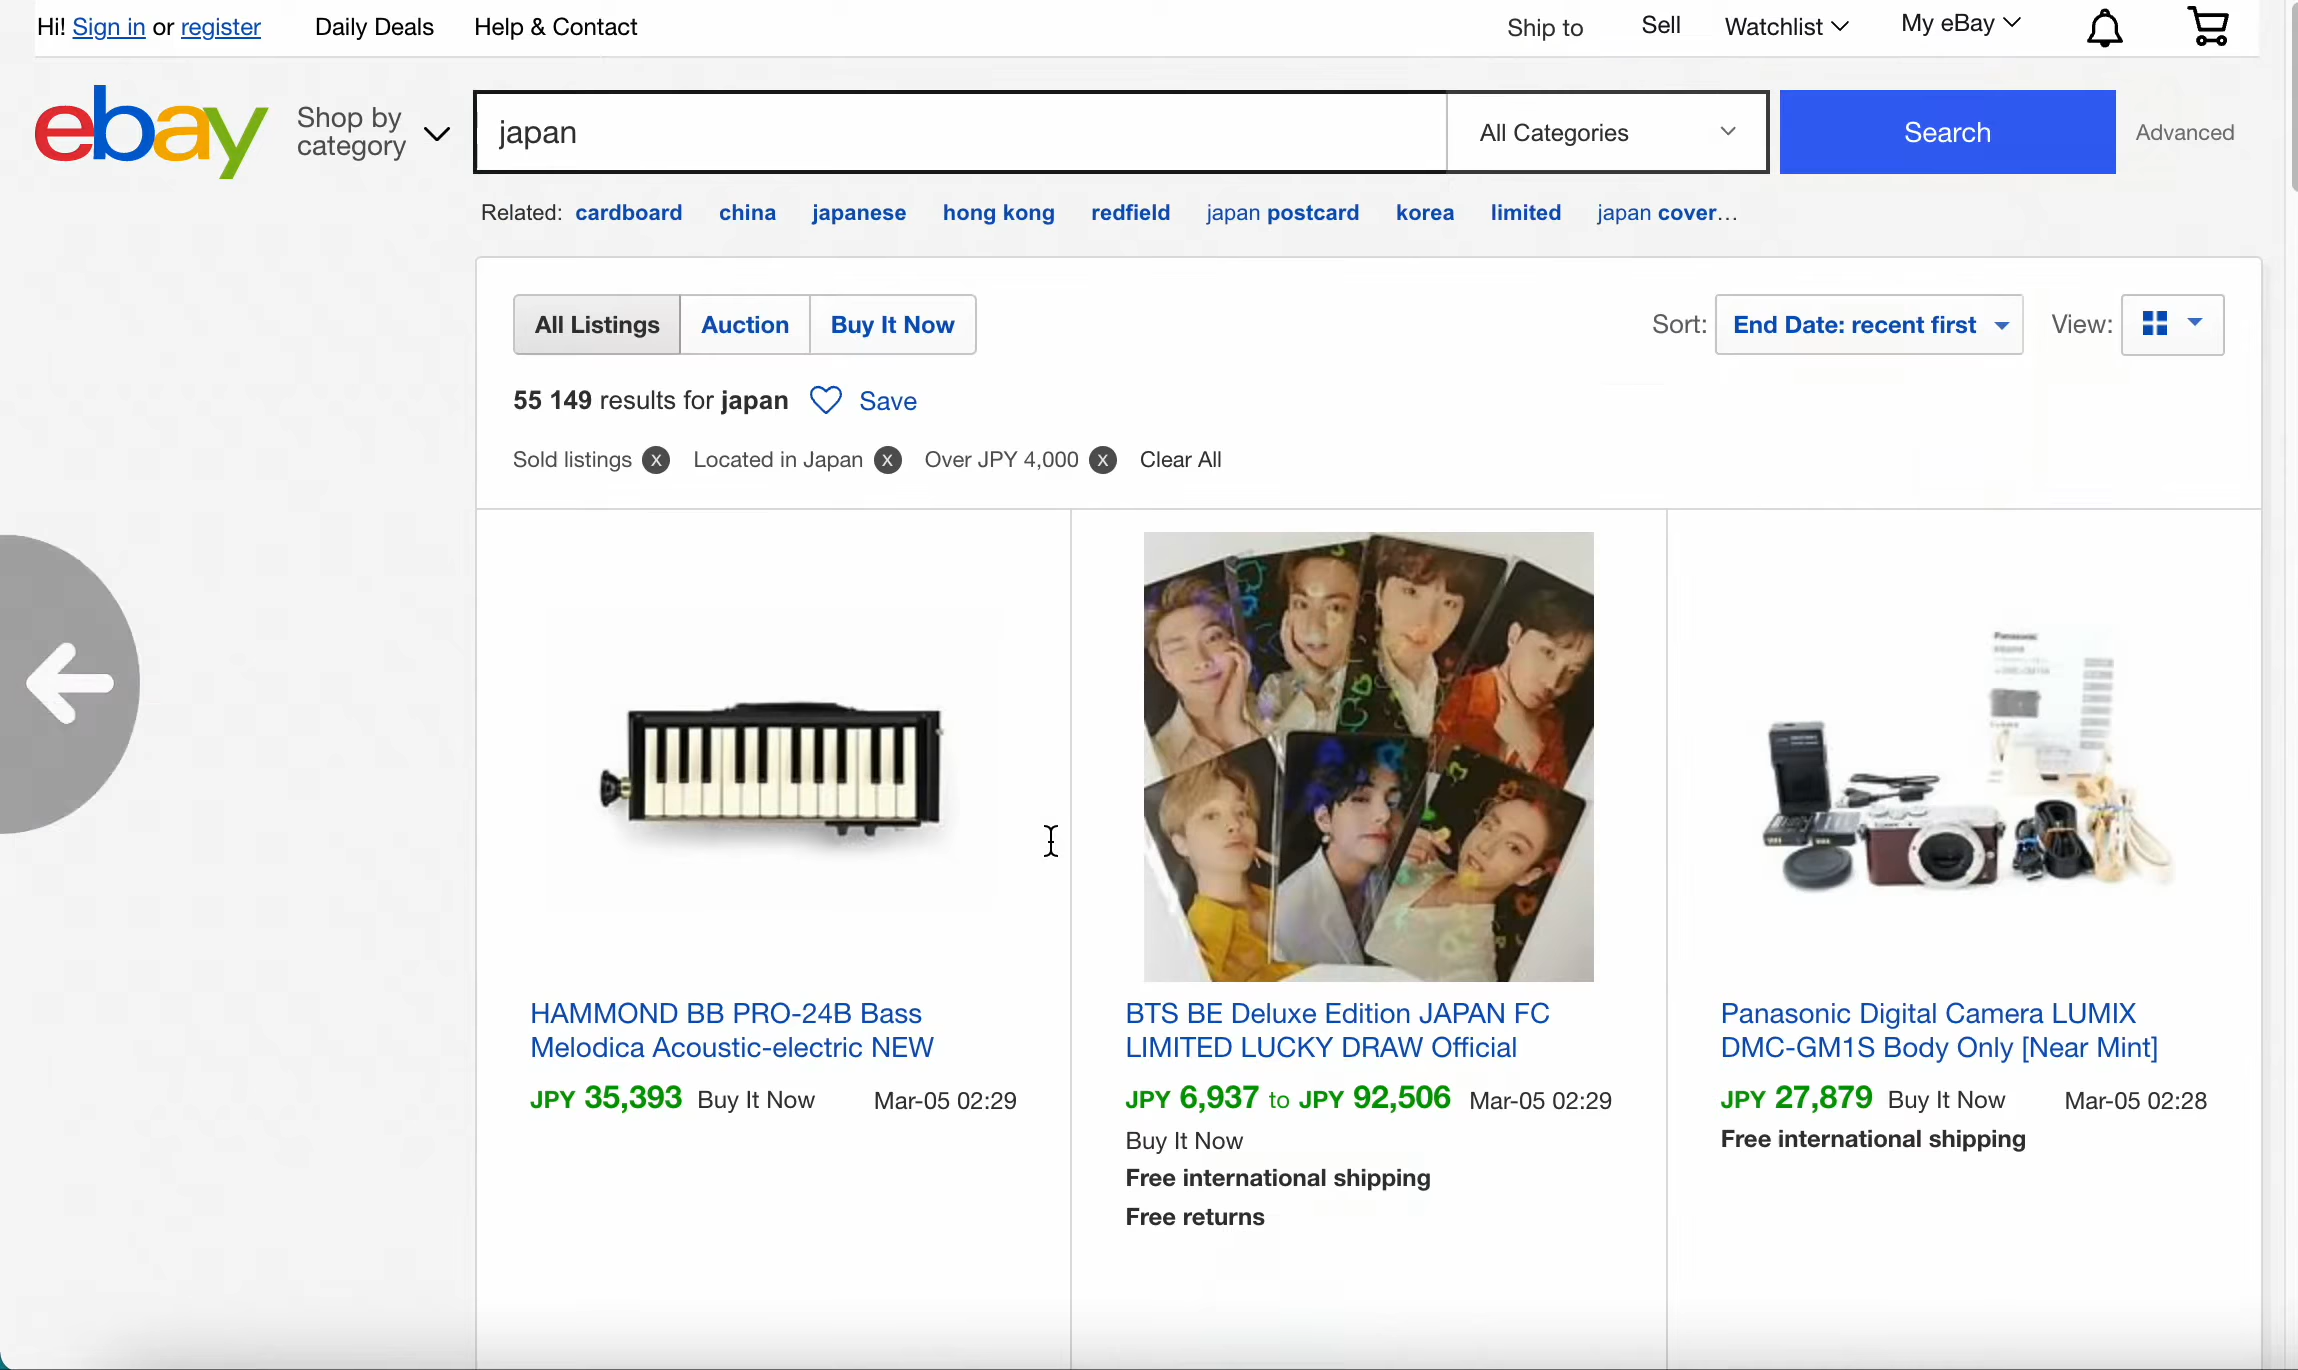 Hi! Sign in or register Daily Deals Help & Contact Ship to Sell Watchlist My eBay
ebay Shop by category japan All Categories Search Advanced
Related: cardboard china japanese hong kong redfield japan postcard korea limited japan cover...
All Listings Auction Buy It Now Sort: End Date: recent first View:
55 149 results for japan Save
Sold listings x Located in Japan x Over JPY 4,000 x Clear All
Panasonic
HAMMOND BB PRO-24B Bass
Melodica Acoustic-electric NEW
JPY 35,393 Buy It Now Mar-05 02:29
BTS BE Deluxe Edition JAPAN FC
LIMITED LUCKY DRAW Official
JPY 6,937 to JPY 92,506 Mar-05 02:29
Buy It Now
Free international shipping
Free returns
Panasonic Digital Camera LUMIX
DMC-GM1S Body Only [Near Mint]
JPY 27,879 Buy It Now Mar-05 02:28
Free international shipping